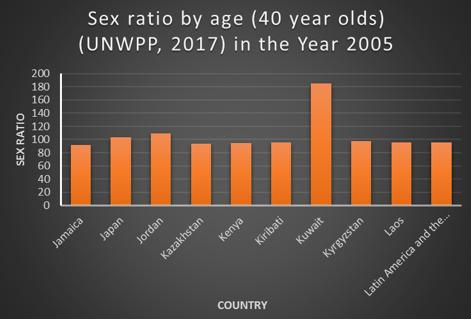 Sex ratio by age (40 year olds)
(UNWPP, 2017) in the Year 2005
SEX RATIO
200
180
160
140
120
100
80
60
40
20
0
Jamaica
Japan
Jordan
Kazakhstan
Kenya
Kiribati
Kuwait
Kyrgyzstan
Laos
Latin America and the...
COUNTRY